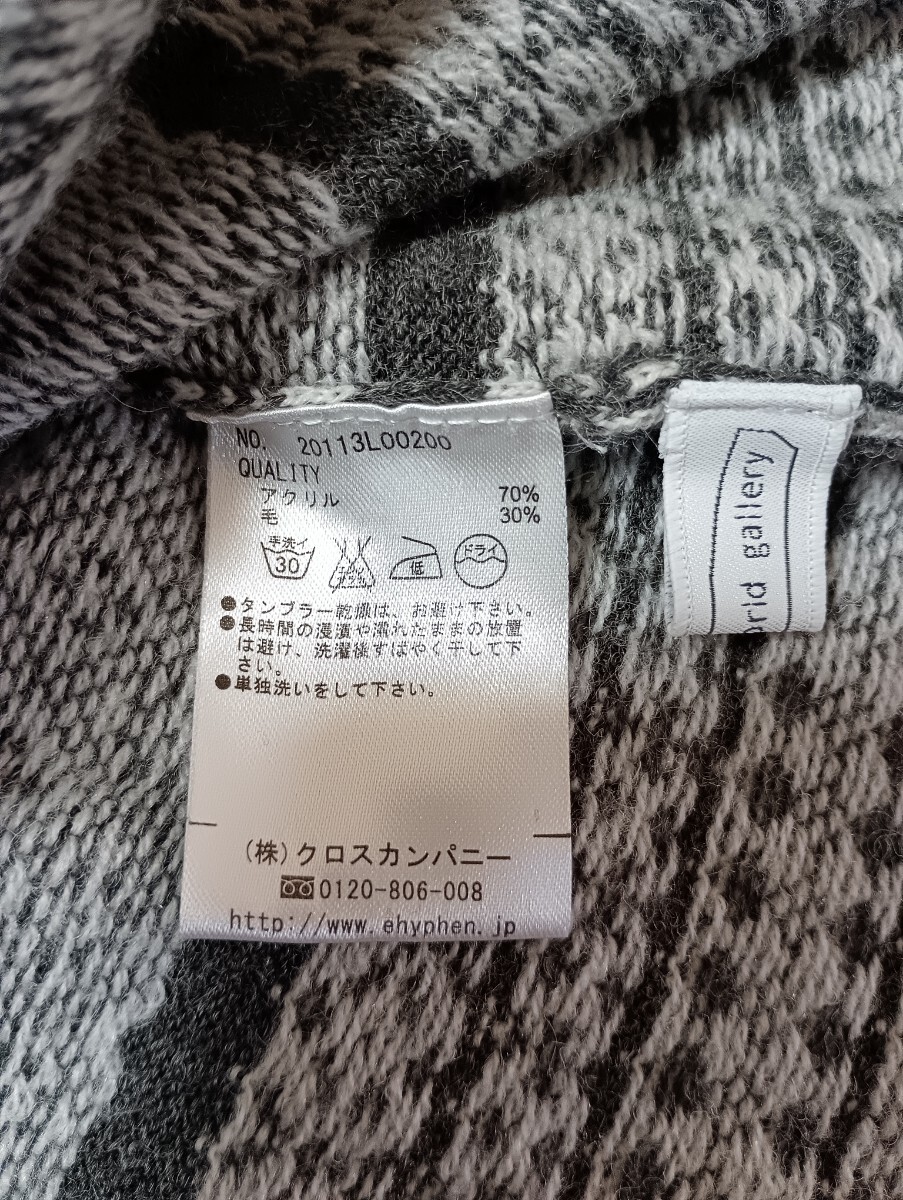 No. 20113L00200
QUALITY
アクリル 70%
毛 30%
手洗イ
30
低
ドライ
●タンブラー乾燥は、お避け下さい。
●長時間の浸漬や濡れたままの放置
は避け、洗濯後すばやく干して下
さい。
●単独洗いをして下さい。
(株)クロスカンパニー
0120-806-008
http://www.ehyphen.jp
orld gallery